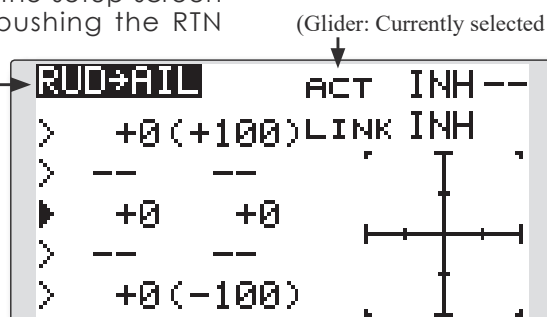 the setup screen
pushing the RTN
(Glider: Currently selected
RUD→AIL ACT INH --
> +0 (+100) LINK INH
> -- --
▶ +0 +0
> -- --
> +0 (-100)